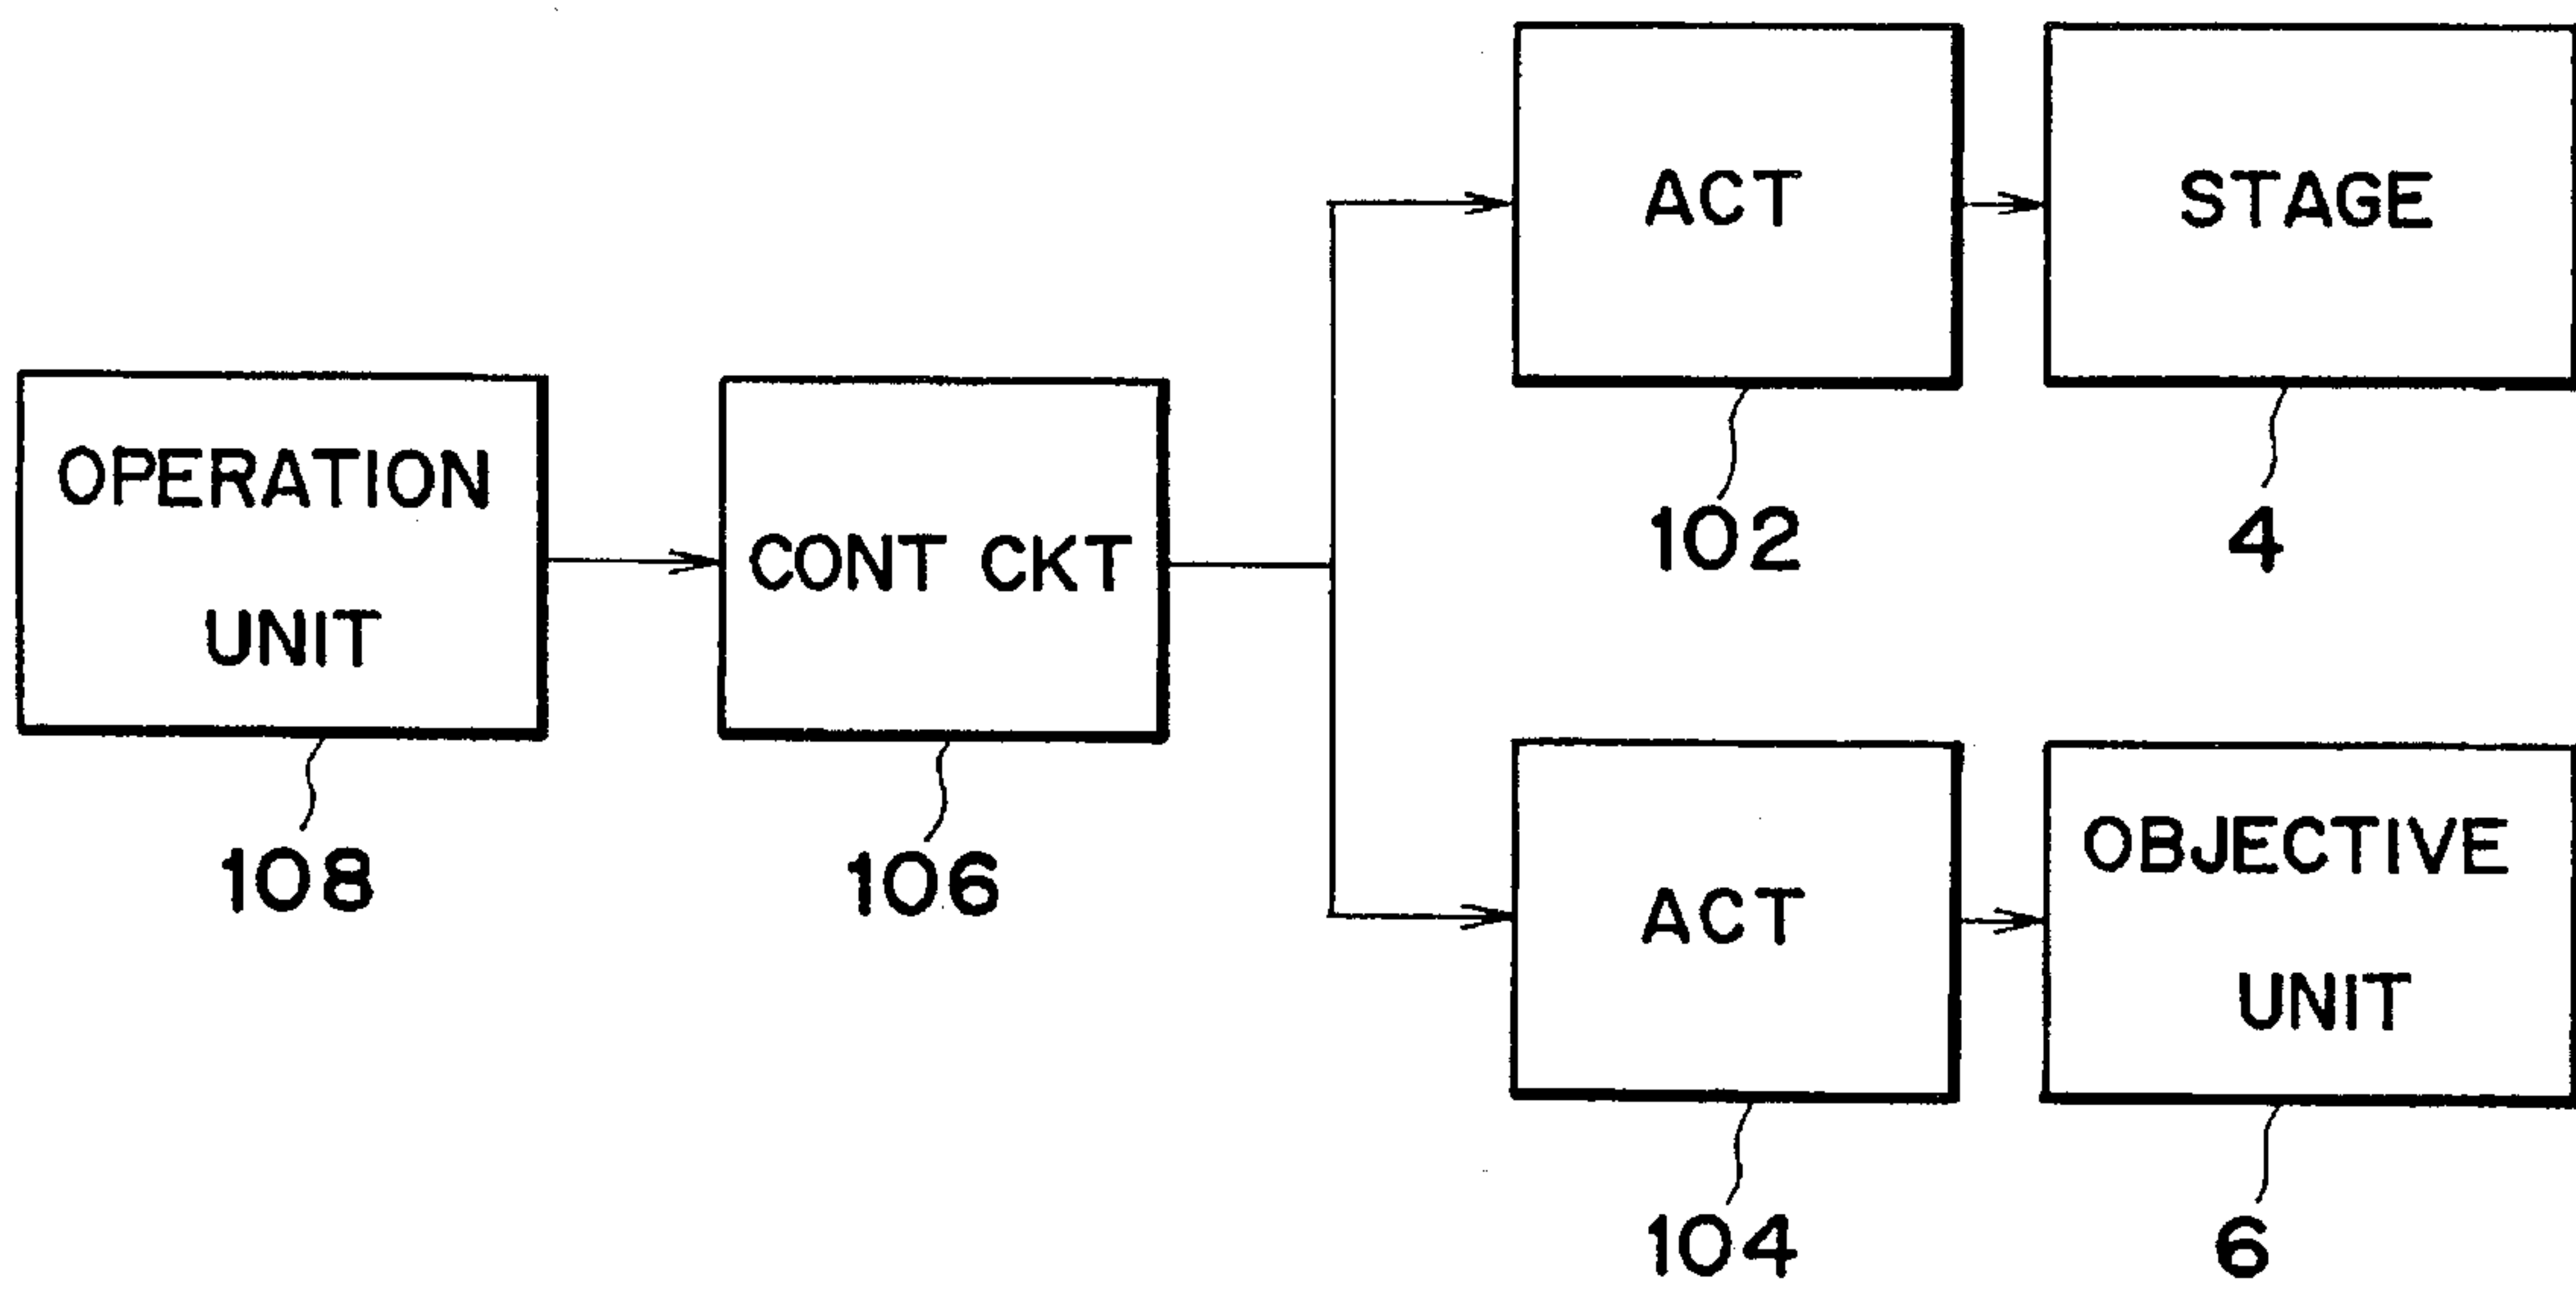 ACT
STAGE
102
4
OPERATION
UNIT
108
CONT CKT
106
ACT
OBJECTIVE
UNIT
104
6